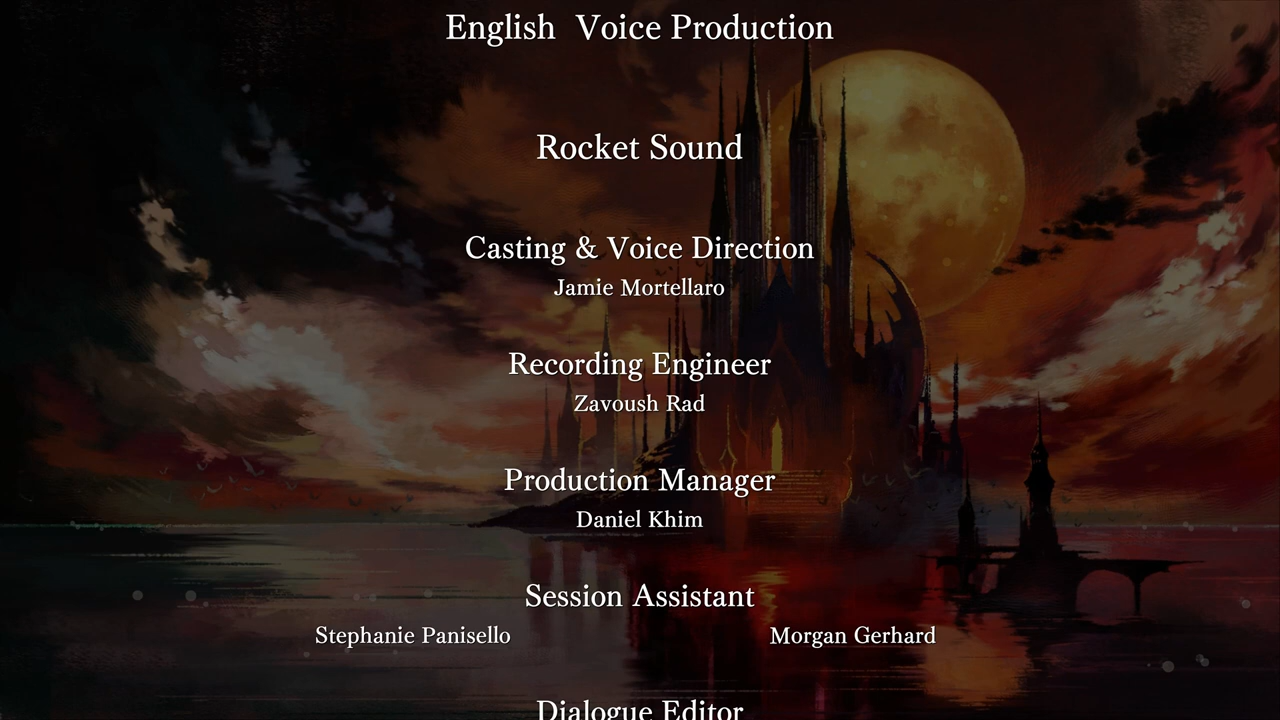 English  Voice Production
Rocket Sound
Casting & Voice Direction
Jamie Mortellaro
Recording Engineer
Zavoush Rad
Production Manager
Daniel Khim
Session Assistant
Stephanie Panisello Morgan Gerhard
Dialogue Editor